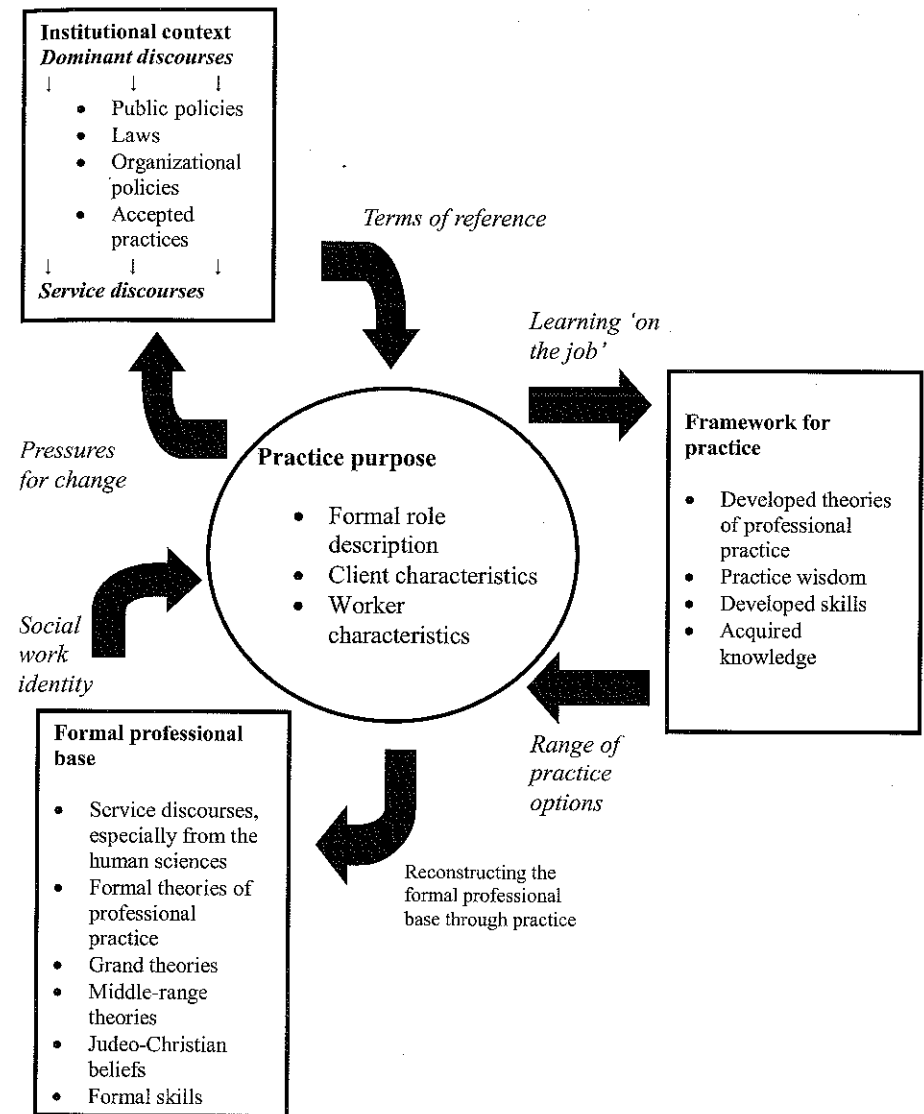 Institutional context
Dominant discourses
↓ ↓ ↓
• Public policies
• Laws
• Organizational
policies
• Accepted
practices
↓ ↓ ↓
Service discourses
Terms of reference
Learning ‘on
the job’
Pressures
for change
Practice purpose
• Formal role
description
• Client characteristics
• Worker
characteristics
Framework for
practice
• Developed theories
of professional
practice
• Practice wisdom
• Developed skills
• Acquired
knowledge
Social
work
identity
Range of
practice
options
Formal professional
base
• Service discourses,
especially from the
human sciences
• Formal theories of
professional
practice
• Grand theories
• Middle-range
theories
• Judeo-Christian
beliefs
• Formal skills
Reconstructing the
formal professional
base through practice